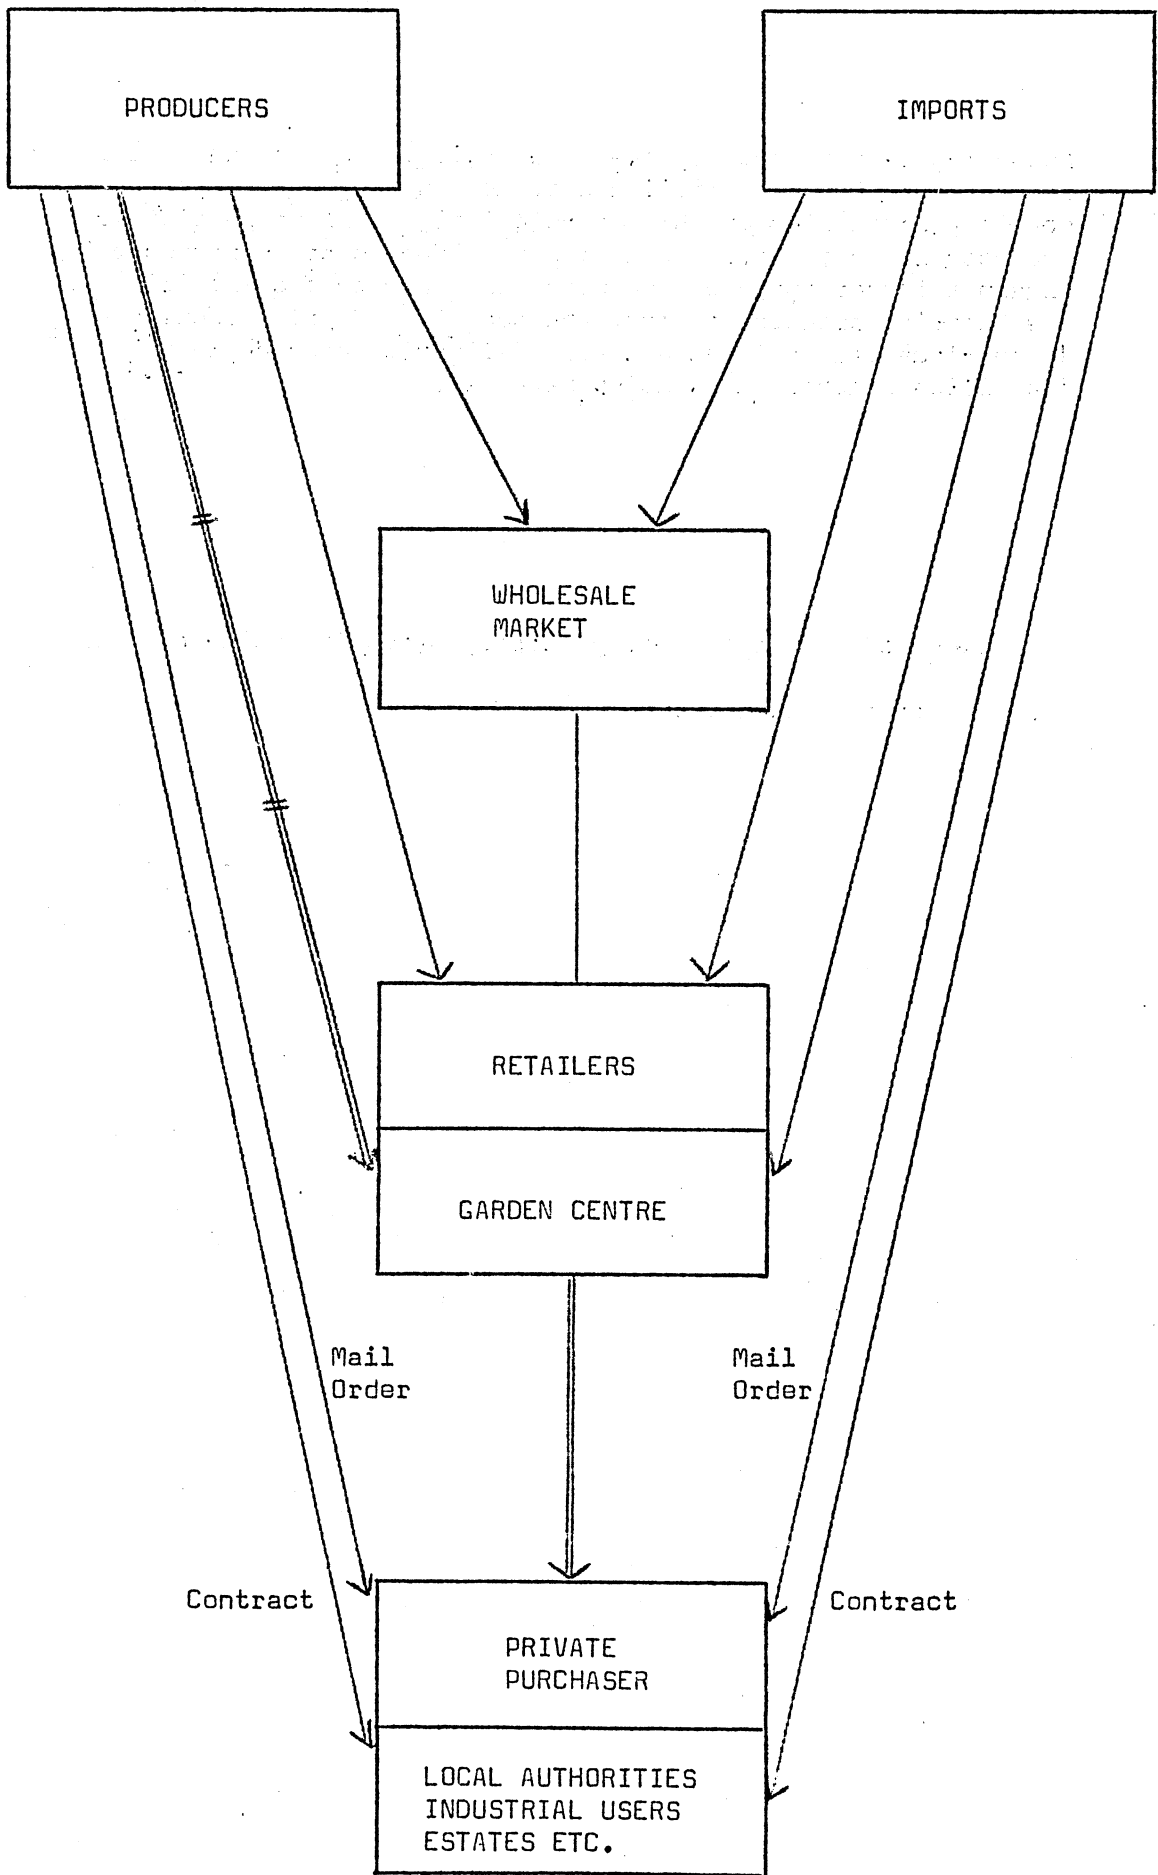 PRODUCERS
IMPORTS
WHOLESALE
MARKET
RETAILERS
GARDEN CENTRE
Mail
Order
Mail
Order
Contract
Contract
PRIVATE
PURCHASER
LOCAL AUTHORITIES
INDUSTRIAL USERS
ESTATES ETC.